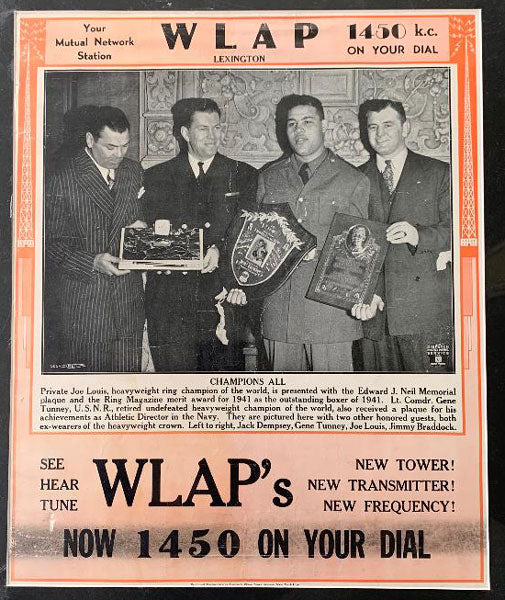 Your
Mutual Network
Station
WLAP
LEXINGTON
1450 k.c.
ON YOUR DIAL
CHAMPIONS ALL
Private Joe Louis, heavyweight ring champion of the world, is presented with the Edward J. Neil Memorial
plaque and the Ring Magazine merit award for 1941 as the outstanding boxer of 1941. Lt. Comdr. Gene
Tunney, U.S.N.R., retired undefeated heavyweight champion of the world, also received a plaque for his
achievements as Athletic Director in the Navy. They are pictured here with two other honored guests, both
ex-wearers of the heavyweight crown. Left to right, Jack Dempsey, Gene Tunney, Joe Louis, Jimmy Braddock.
SEE
HEAR
TUNE
WLAP's
NEW TOWER!
NEW TRANSMITTER!
NEW FREQUENCY!
NOW 1450 ON YOUR DIAL